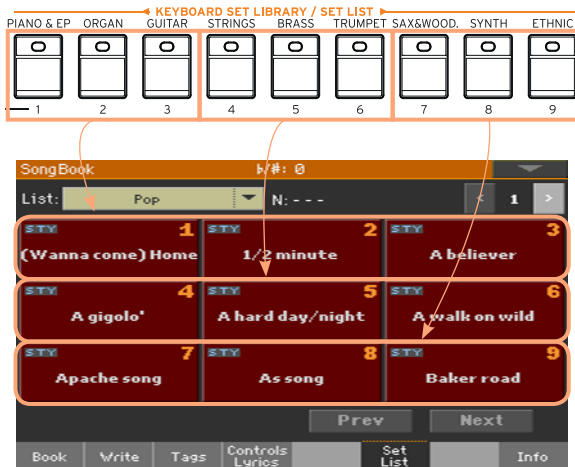 KEYBOARD SET LIBRARY / SET LIST
PIANO & EP ORGAN GUITAR STRINGS BRASS TRUMPET SAX&WOOD. SYNTH ETHNIC
1 2 3 4 5 6 7 8 9
SongBook ♭/#: 0
List: Pop N:--- < 1 >
STY 1 STY 2 STY 3
(Wanna come) Home 1/2 minute A believer
STY 4 STY 5 STY 6
A gigolo' A hard day/night A walk on wild
STY 7 STY 8 STY 9
Apache song As song Baker road
Prev Next
Book Write Tags Controls Lyrics Set List Info